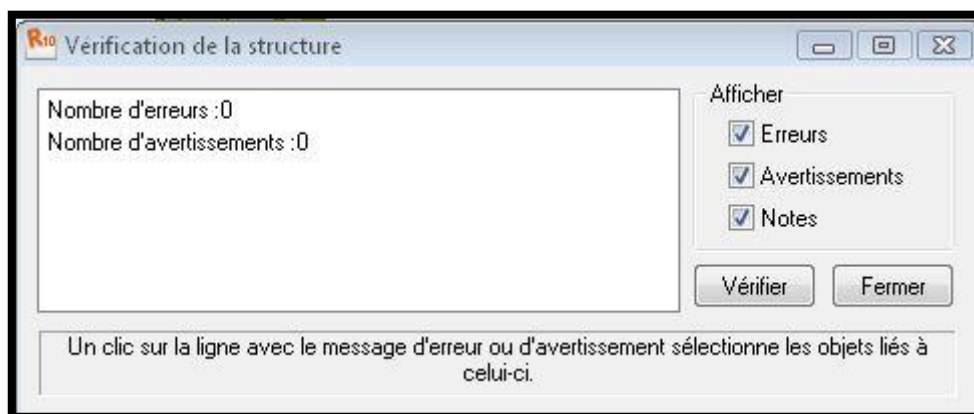 R10 Vérification de la structure
Nombre d'erreurs :0
Nombre d'avertissements :0
Afficher
Erreurs
Avertissements
Notes
Vérifier
Fermer
Un clic sur la ligne avec le message d'erreur ou d'avertissement sélectionne les objets liés à
celui-ci.